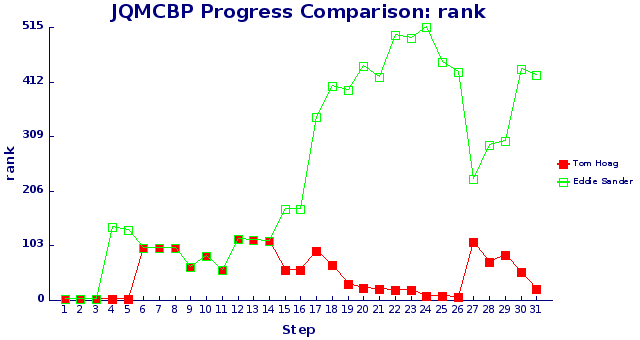 JQMCBP Progress Comparison: rank
515
412
309
206
103
0
rank
1 2 3 4 5 6 7 8 9 10 11 12 13 14 15 16 17 18 19 20 21 22 23 24 25 26 27 28 29 30 31
Step
Tom Hoag
Eddie Sander